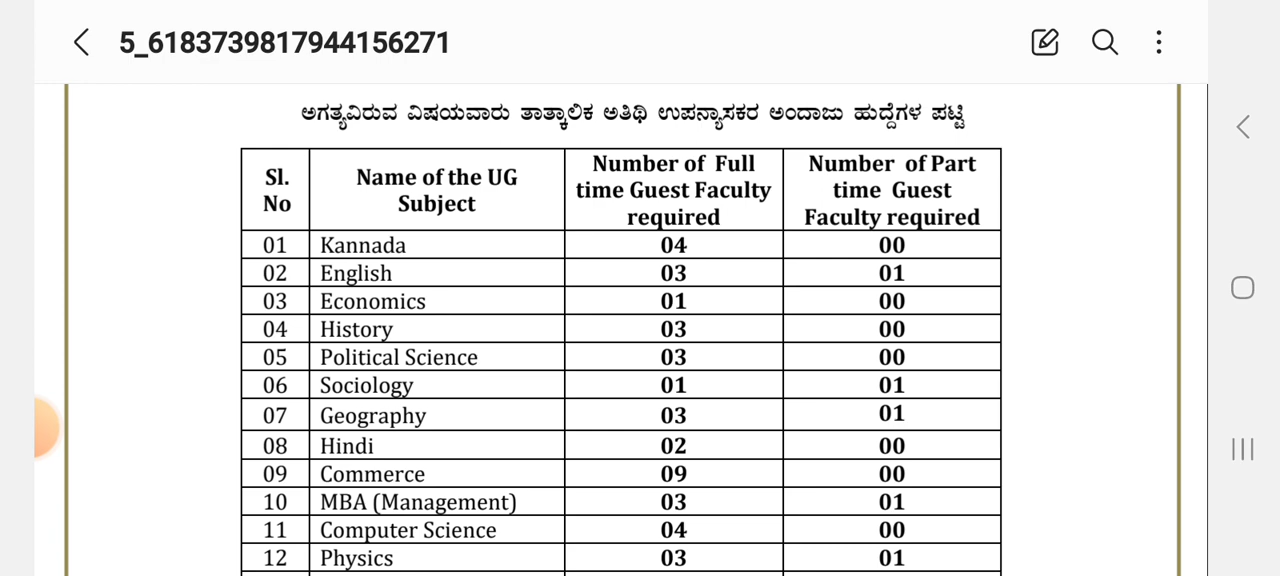 5_6183739817944156271
ಅಗತ್ಯವಿರುವ ವಿಷಯವಾರು ತಾತ್ಕಾಲಿಕ ಅತಿಥಿ ಉಪನ್ಯಾಸಕರ ಅಂದಾಜು ಹುದ್ದೆಗಳ ಪಟ್ಟಿ
Sl. No Name of the UG Subject Number of Full time Guest Faculty required Number of Part time Guest Faculty required
01 Kannada 04 00
02 English 03 01
03 Economics 01 00
04 History 03 00
05 Political Science 03 00
06 Sociology 01 01
07 Geography 03 01
08 Hindi 02 00
09 Commerce 09 00
10 MBA (Management) 03 01
11 Computer Science 04 00
12 Physics 03 01